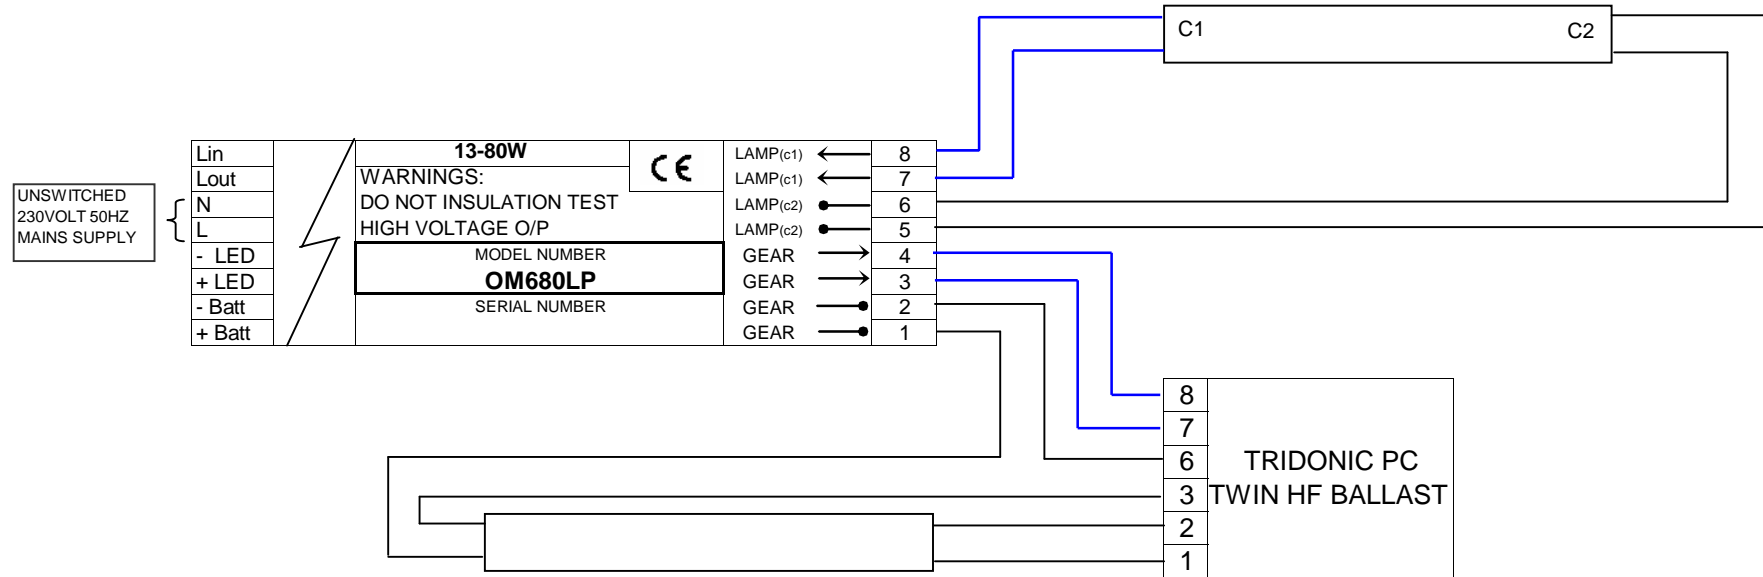 C1 C2
UNSWITCHED
230VOLT 50HZ
MAINS SUPPLY
Lin 13-80W CE LAMP(c1) 8
Lout WARNINGS: LAMP(c1) 7
N DO NOT INSULATION TEST LAMP(c2) 6
L HIGH VOLTAGE O/P LAMP(c2) 5
- LED MODEL NUMBER GEAR 4
+ LED OM680LP GEAR 3
- Batt SERIAL NUMBER GEAR 2
+ Batt GEAR 1
8
7
6 TRIDONIC PC
3 TWIN HF BALLAST
2
1